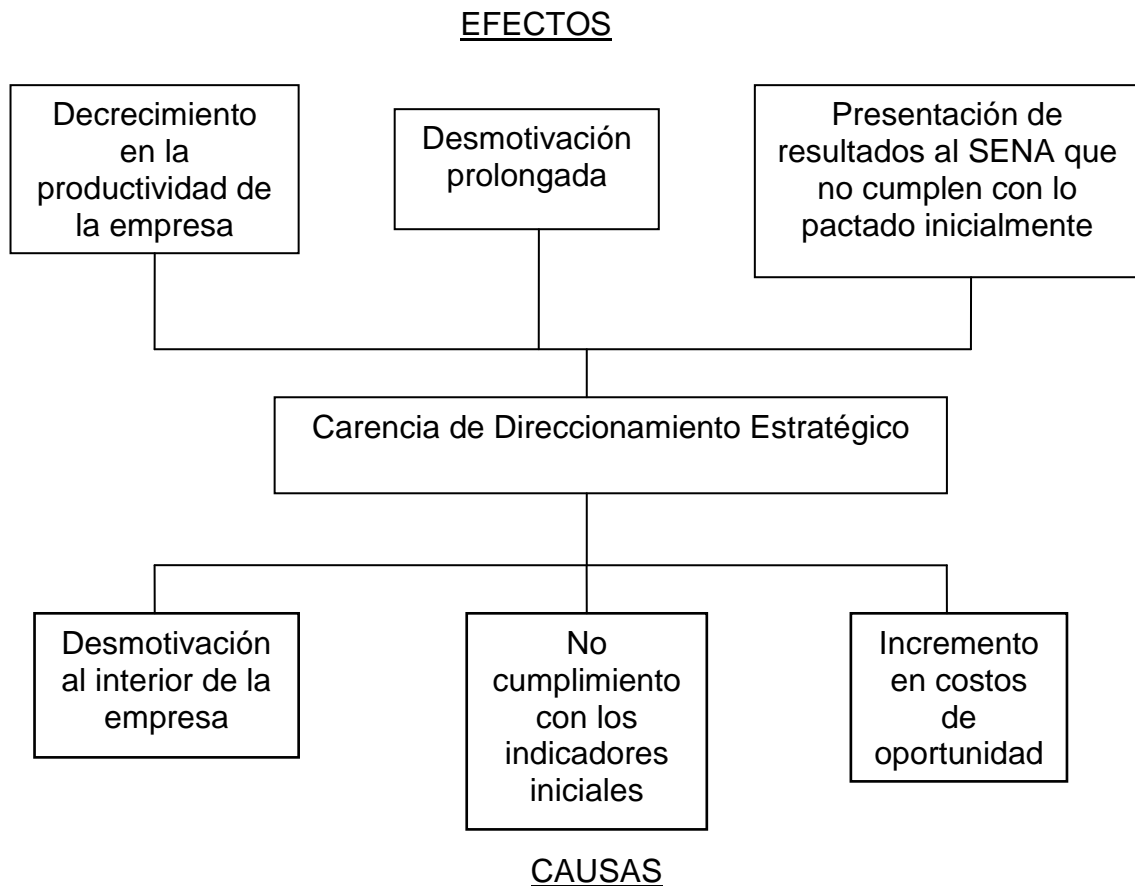 EFECTOS
Decrecimiento
en la
productividad de
la empresa
Desmotivación
prolongada
Presentación de
resultados al SENA que
no cumplen con lo
pactado inicialmente
Carencia de Direccionamiento Estratégico
Desmotivación
al interior de la
empresa
No
cumplimiento
con los
indicadores
iniciales
Incremento
en costos
de
oportunidad
CAUSAS